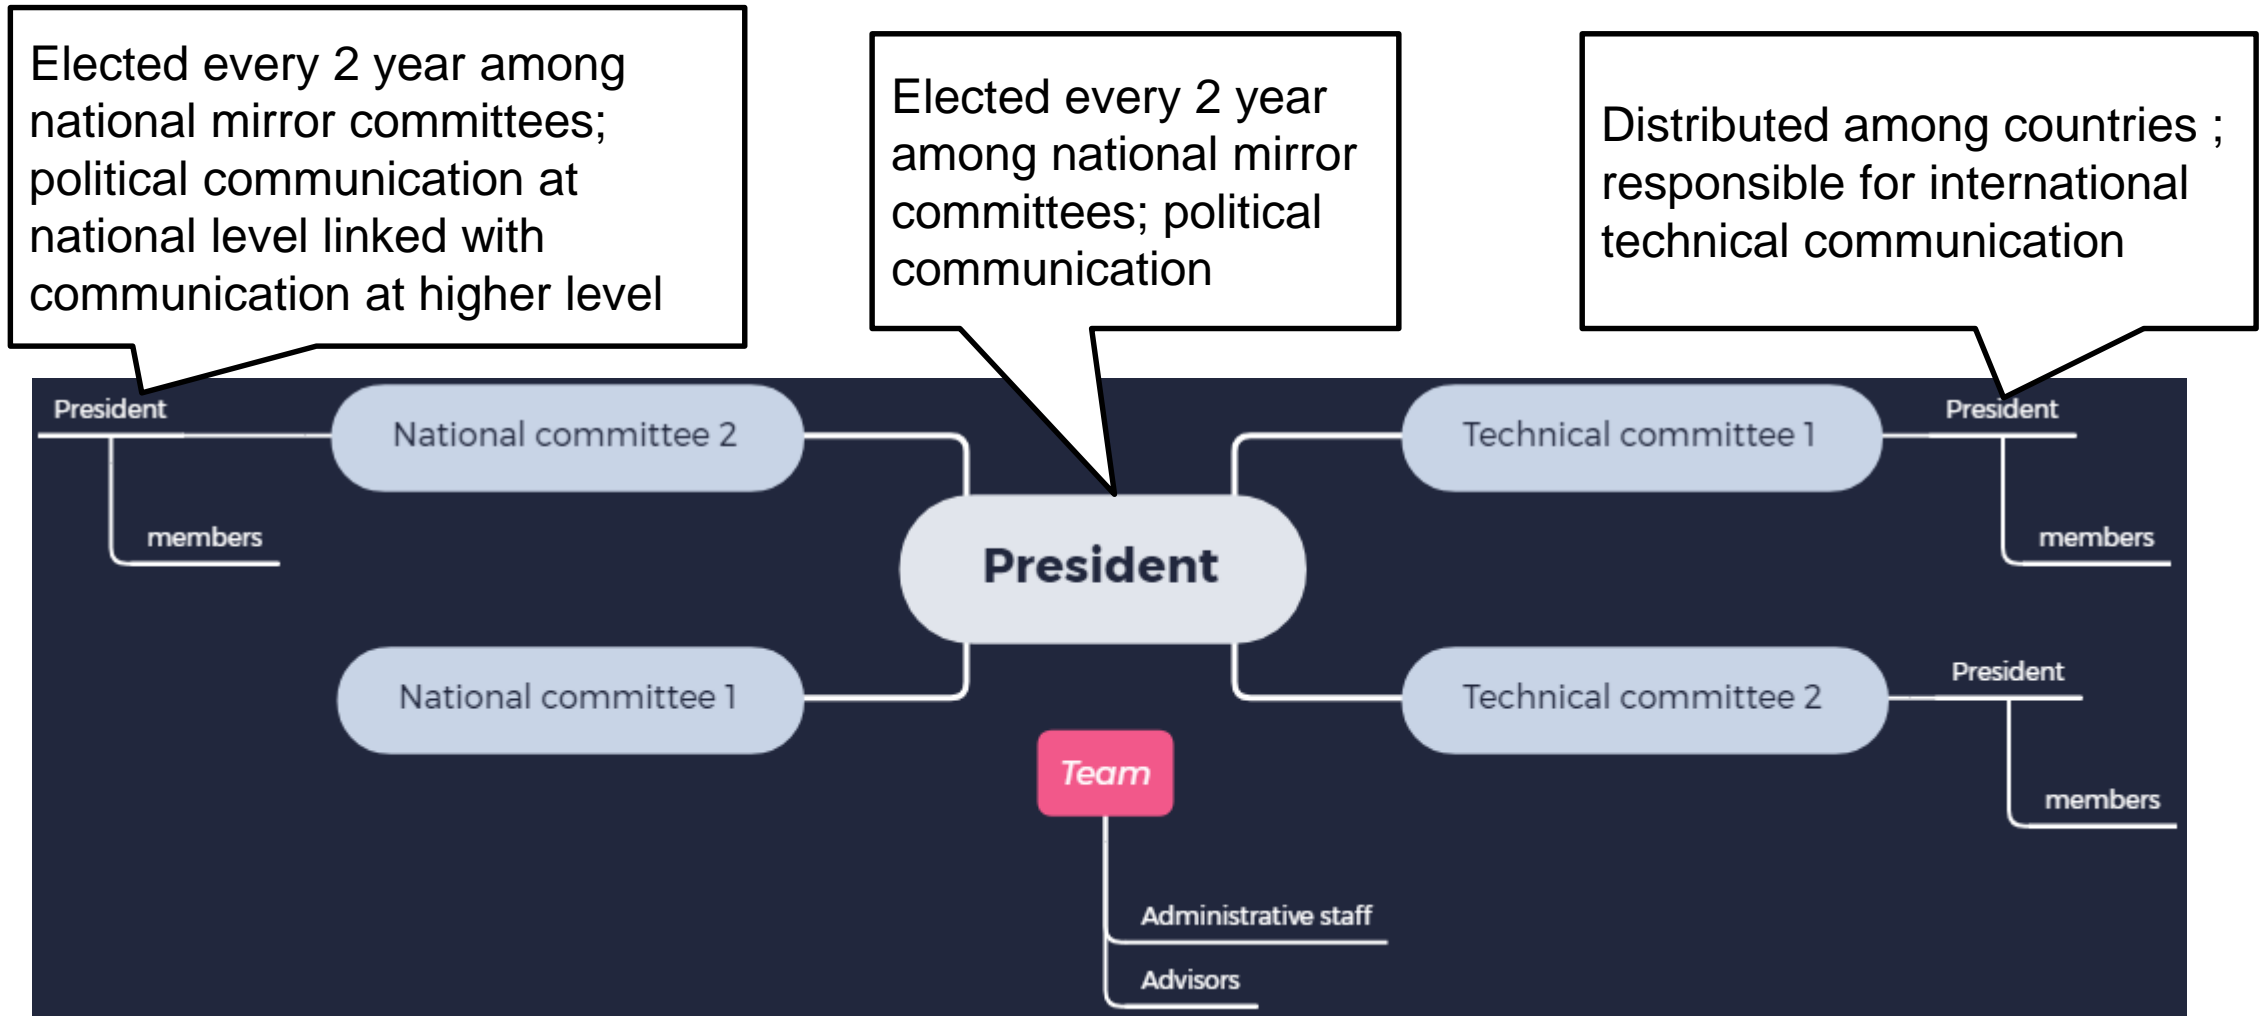 Elected every 2 year among
national mirror committees;
political communication at
national level linked with
communication at higher level
Elected every 2 year
among national mirror
committees; political
communication
Distributed among countries ;
responsible for international
technical communication
President
National committee 2
members
President
Technical committee 1
President
members
National committee 1
Technical committee 2
President
members
Team
Administrative staff
Advisors